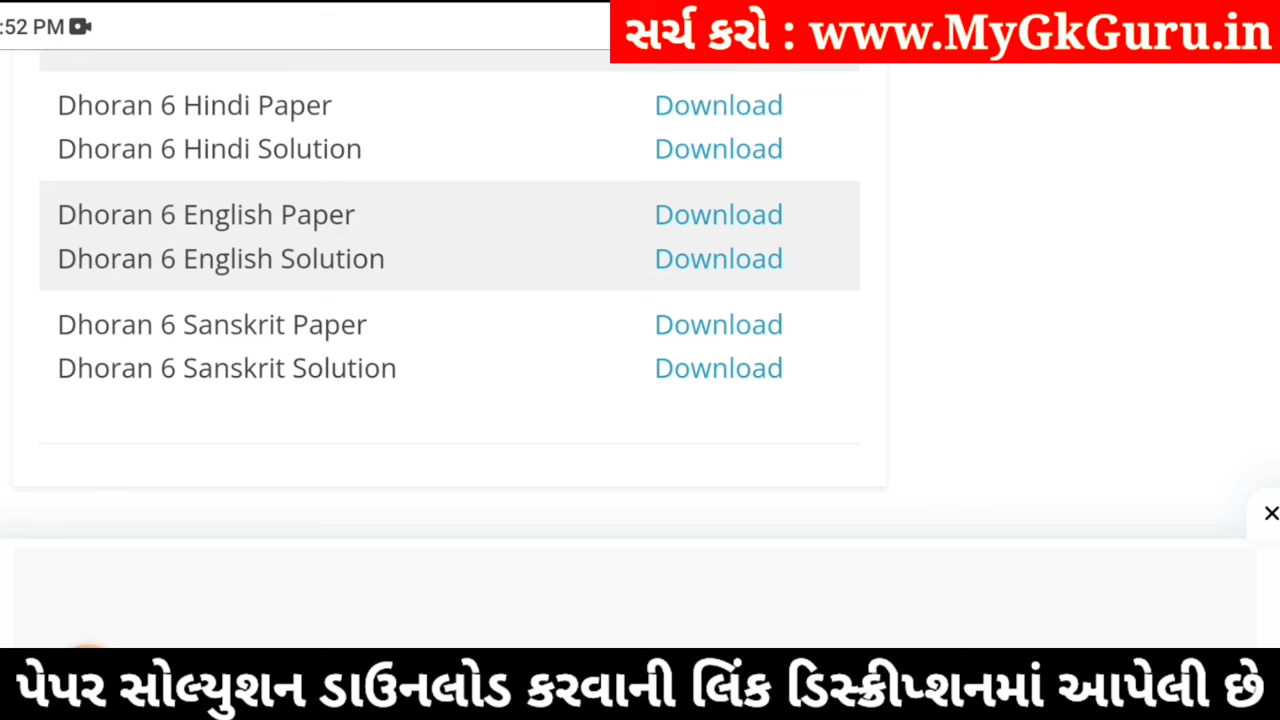 :52 PM
સર્ચ કરો : www.MyGkGuru.in
Dhoran 6 Hindi Paper Download
Dhoran 6 Hindi Solution Download
Dhoran 6 English Paper Download
Dhoran 6 English Solution Download
Dhoran 6 Sanskrit Paper Download
Dhoran 6 Sanskrit Solution Download
પેપર સોલ્યુશન ડાઉનલોડ કરવાની લિંક ડિસ્ક્રીપ્શનમાં આપેલી છે